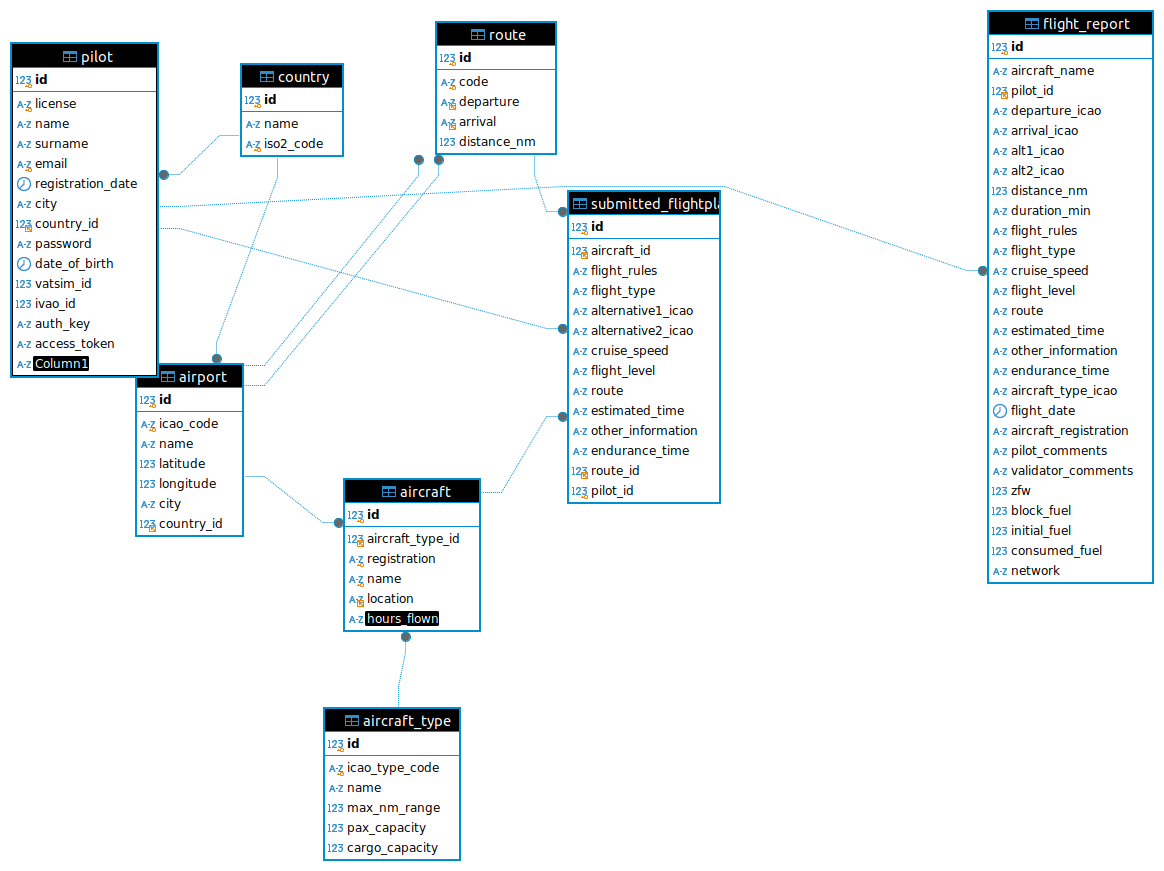 pilot
123 id
A-Z license
A-Z name
A-Z surname
A-Z email
registration_date
A-Z city
123 country_id
A-Z password
date_of_birth
123 vatsim_id
123 ivao_id
A-Z auth_key
A-Z access_token
A-Z Column1
country
123 id
A-Z name
A-Z iso2_code
route
123 id
A-Z code
A-Z departure
A-Z arrival
123 distance_nm
airport
123 id
A-Z icao_code
A-Z name
123 latitude
123 longitude
A-Z city
123 country_id
aircraft
123 id
123 aircraft_type_id
A-Z registration
A-Z name
A-Z location
A-Z hours_flown
aircraft_type
123 id
A-Z icao_type_code
A-Z name
123 max_nm_range
123 pax_capacity
123 cargo_capacity
submitted_flightpl
123 id
123 aircraft_id
A-Z flight_rules
A-Z flight_type
A-Z alternative1_icao
A-Z alternative2_icao
A-Z cruise_speed
A-Z flight_level
A-Z route
A-Z estimated_time
A-Z other_information
A-Z endurance_time
123 route_id
123 pilot_id
flight_report
123 id
A-Z aircraft_name
123 pilot_id
A-Z departure_icao
A-Z arrival_icao
A-Z alt1_icao
A-Z alt2_icao
123 distance_nm
123 duration_min
A-Z flight_rules
A-Z flight_type
A-Z cruise_speed
A-Z flight_level
A-Z route
A-Z estimated_time
A-Z other_information
A-Z endurance_time
A-Z aircraft_type_icao
flight_date
A-Z aircraft_registration
A-Z pilot_comments
A-Z validator_comments
123 zfw
123 block_fuel
123 initial_fuel
123 consumed_fuel
A-Z network